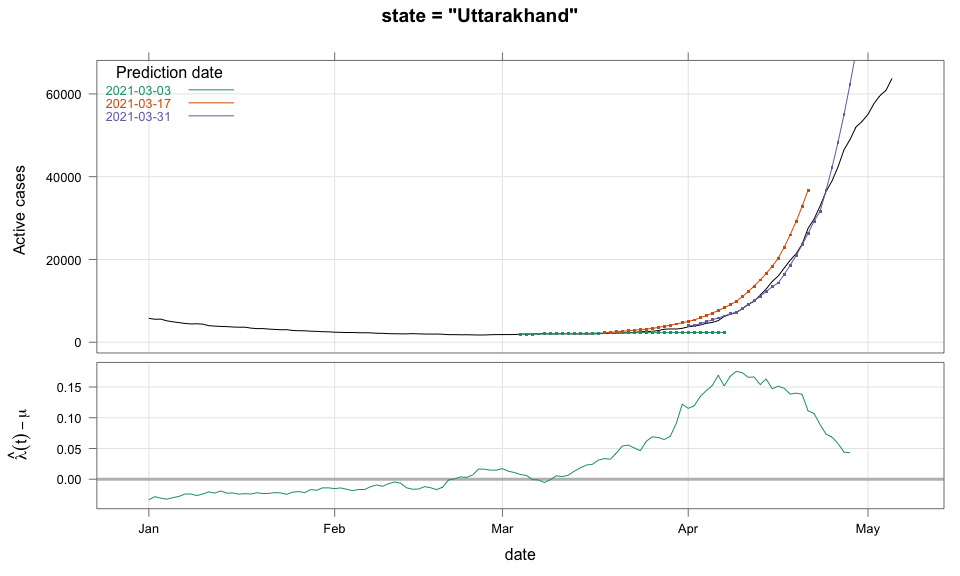 state = "Uttarakhand"
Prediction date
2021-03-03
2021-03-17
2021-03-31
60000
40000
20000
0
Active cases
0.15
0.10
0.05
0.00
λ̂(t) − μ
Jan Feb Mar Apr May
date